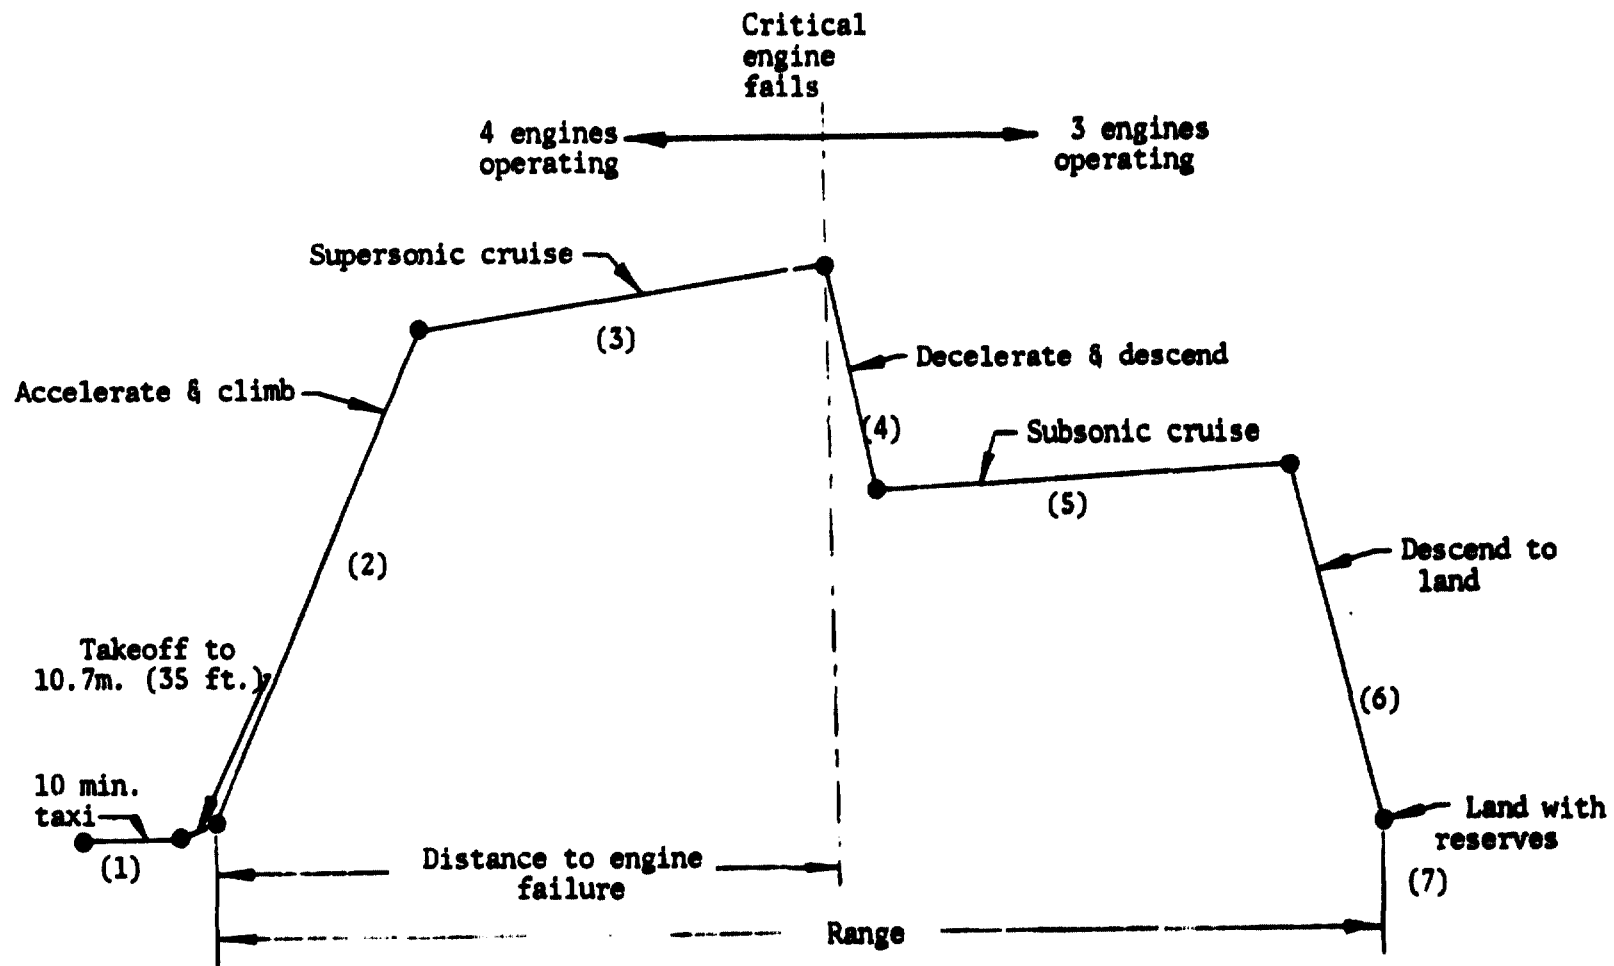 Critical
engine
fails
4 engines
operating
3 engines
operating
Supersonic cruise
(3)
Accelerate & climb
Decelerate & descend
(4)
Subsonic cruise
(5)
(2)
Descend to
land
Takeoff to
10.7m. (35 ft.)
(6)
10 min.
taxi
(1)
Land with
reserves
(7)
Distance to engine
failure
Range